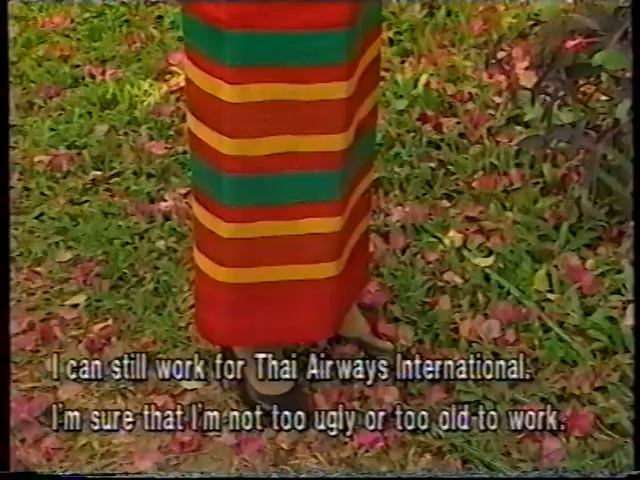 I can still work for Thai Airways International.
I'm sure that I'm not too ugly or too old to work.